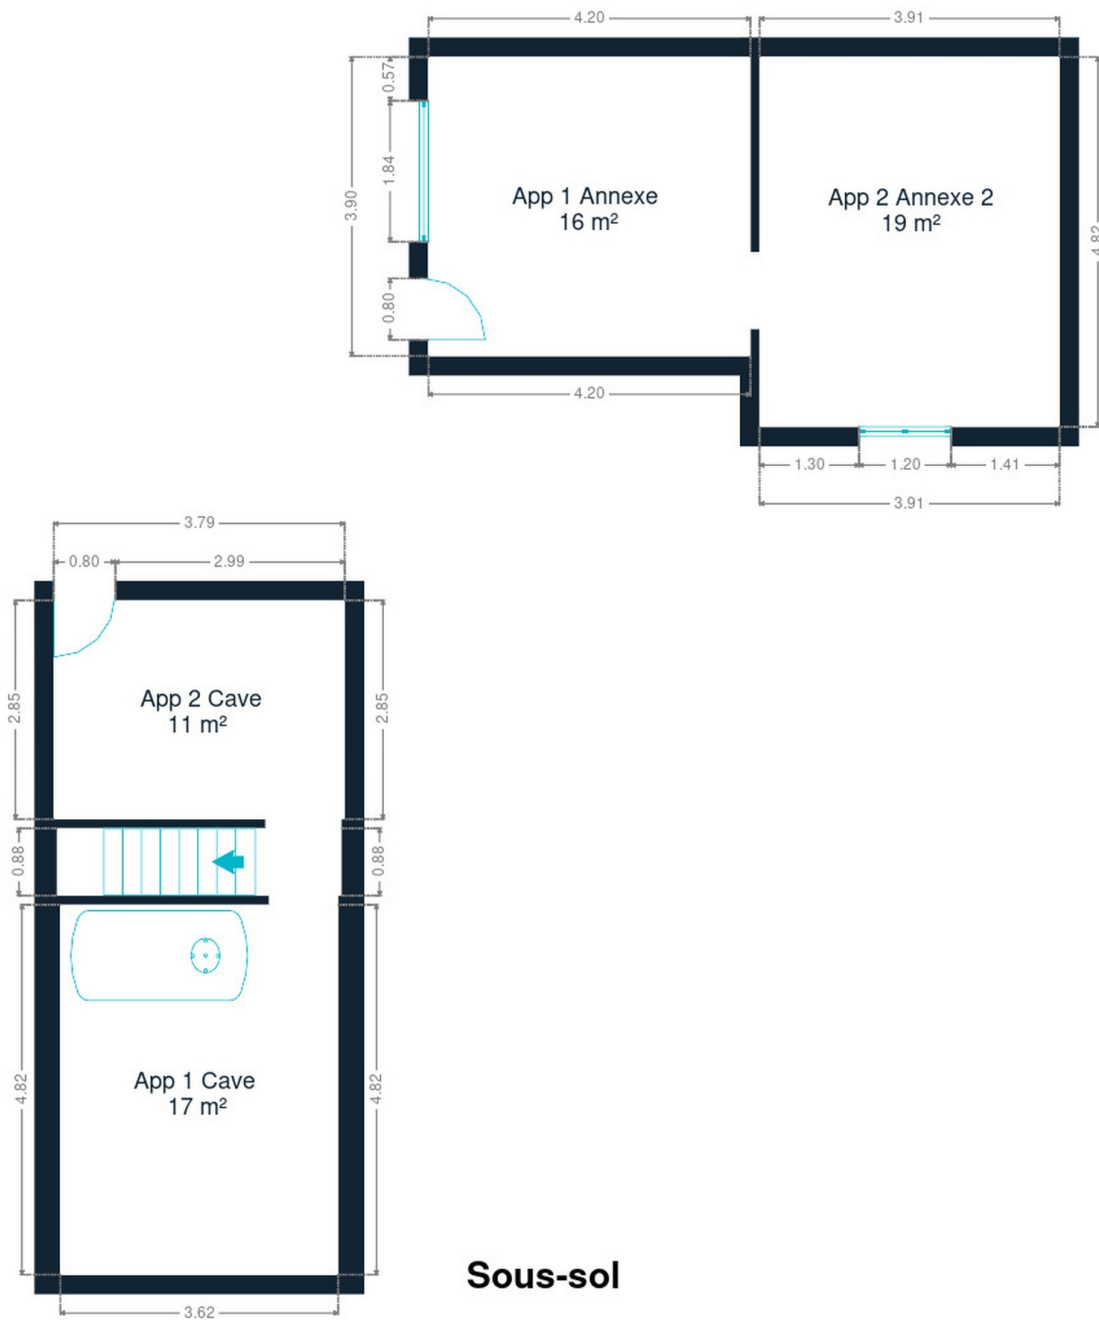 4.20
3.91
0.57
1.84
3.90
0.80
App 1 Annexe
16 m²
App 2 Annexe 2
19 m²
4.82
4.20
1.30
1.20
1.41
3.91
3.79
0.80
2.99
2.85
App 2 Cave
11 m²
2.85
0.88
0.88
4.82
App 1 Cave
17 m²
4.82
3.62
Sous-sol